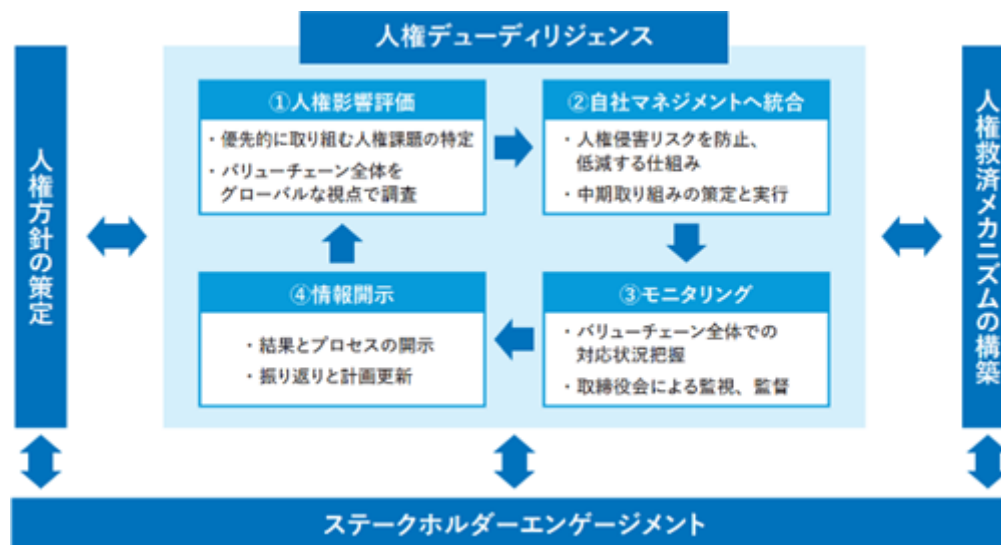 人権デューディリジェンス
人権方針の策定
①人権影響評価
・優先的に取り組む人権課題の特定
・バリューチェーン全体を
グローバルな視点で調査
②自社マネジメントへ統合
・人権侵害リスクを防止、
低減する仕組み
・中期取り組みの策定と実行
③モニタリング
・バリューチェーン全体での
対応状況把握
・取締役会による監視、監督
④情報開示
・結果とプロセスの開示
・振り返りと計画更新
人権救済メカニズムの構築
ステークホルダーエンゲージメント